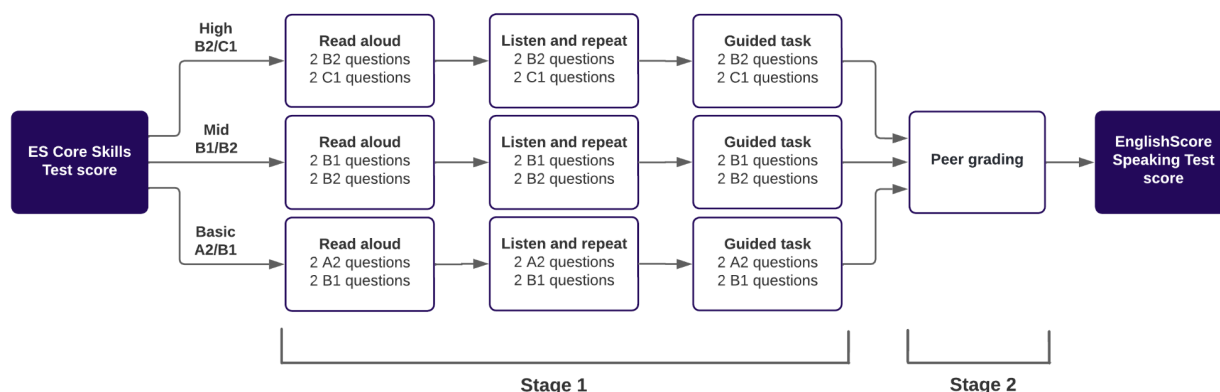 High
B2/C1
Read aloud
2 B2 questions
2 C1 questions
Listen and repeat
2 B2 questions
2 C1 questions
Guided task
2 B2 questions
2 C1 questions
ES Core Skills
Test score
Mid
B1/B2
Read aloud
2 B1 questions
2 B2 questions
Listen and repeat
2 B1 questions
2 B2 questions
Guided task
2 B1 questions
2 B2 questions
Peer grading
EnglishScore
Speaking Test
score
Basic
A2/B1
Read aloud
2 A2 questions
2 B1 questions
Listen and repeat
2 A2 questions
2 B1 questions
Guided task
2 A2 questions
2 B1 questions
Stage 1
Stage 2